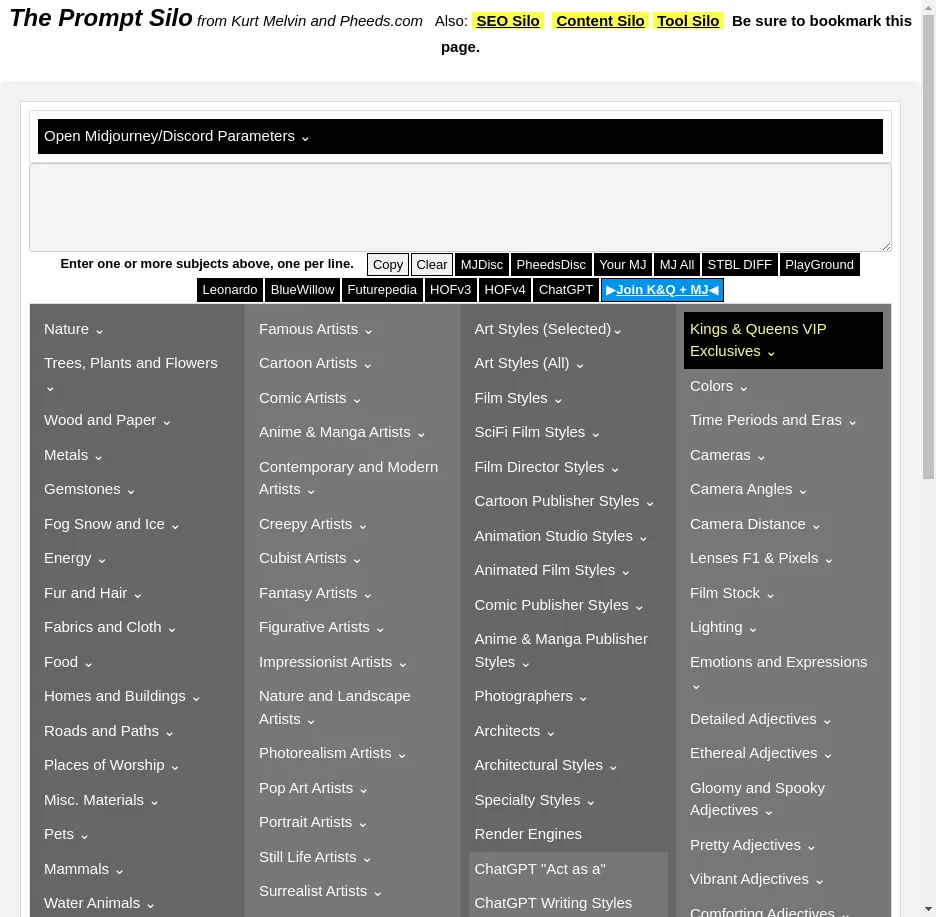 The Prompt Silo from Kurt Melvin and Pheeds.com Also: SEO Silo Content Silo Tool Silo Be sure to bookmark this
page.
Open Midjourney/Discord Parameters ⌄
Enter one or more subjects above, one per line. Copy Clear MJDisc PheedsDisc Your MJ MJ All STBL DIFF PlayGround
Leonardo BlueWillow Futurepedia HOFv3 HOFv4 ChatGPT ▶Join K&Q + MJ◀
Nature ⌄
Trees, Plants and Flowers
⌄
Wood and Paper ⌄
Metals ⌄
Gemstones ⌄
Fog Snow and Ice ⌄
Energy ⌄
Fur and Hair ⌄
Fabrics and Cloth ⌄
Food ⌄
Homes and Buildings ⌄
Roads and Paths ⌄
Places of Worship ⌄
Misc. Materials ⌄
Pets ⌄
Mammals ⌄
Water Animals ⌄
Famous Artists ⌄
Cartoon Artists ⌄
Comic Artists ⌄
Anime & Manga Artists ⌄
Contemporary and Modern
Artists ⌄
Creepy Artists ⌄
Cubist Artists ⌄
Fantasy Artists ⌄
Figurative Artists ⌄
Impressionist Artists ⌄
Nature and Landscape
Artists ⌄
Photorealism Artists ⌄
Pop Art Artists ⌄
Portrait Artists ⌄
Still Life Artists ⌄
Surrealist Artists ⌄
Art Styles (Selected)⌄
Art Styles (All) ⌄
Film Styles ⌄
SciFi Film Styles ⌄
Film Director Styles ⌄
Cartoon Publisher Styles ⌄
Animation Studio Styles ⌄
Animated Film Styles ⌄
Comic Publisher Styles ⌄
Anime & Manga Publisher
Styles ⌄
Photographers ⌄
Architects ⌄
Architectural Styles ⌄
Specialty Styles ⌄
Render Engines
ChatGPT "Act as a"
ChatGPT Writing Styles
Kings & Queens VIP
Exclusives ⌄
Colors ⌄
Time Periods and Eras ⌄
Cameras ⌄
Camera Angles ⌄
Camera Distance ⌄
Lenses F1 & Pixels ⌄
Film Stock ⌄
Lighting ⌄
Emotions and Expressions
⌄
Detailed Adjectives ⌄
Ethereal Adjectives ⌄
Gloomy and Spooky
Adjectives ⌄
Pretty Adjectives ⌄
Vibrant Adjectives ⌄
Comforting Adjectives ⌄